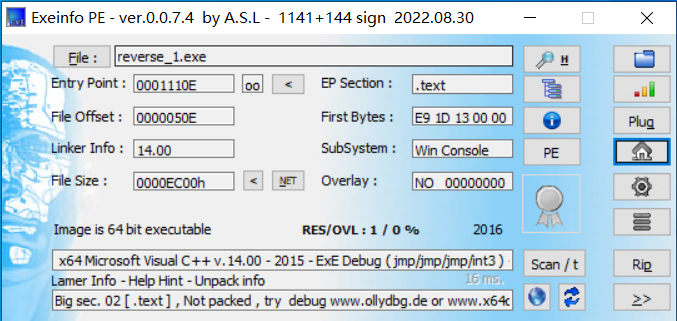 Exeinfo PE - ver.0.0.7.4 by A.S.L - 1141+144 sign 2022.08.30
File : reverse_1.exe H
Entry Point : 0001110E oo < EP Section : .text
File Offset : 0000050E First Bytes : E9 1D 13 00 00 Plug
Linker Info : 14.00 SubSystem : Win Console PE
File Size : 0000EC00h < NET Overlay : NO 00000000
Image is 64 bit executable RES/OVL : 1 / 0 % 2016
x64 Microsoft Visual C++ v.14.00 - 2015 - ExE Debug ( jmp/jmp/jmp/int3 ) - Scan / t Rip
Lamer Info - Help Hint - Unpack info 16 ms.
Big sec. 02 [ .text ] , Not packed , try debug www.ollydbg.de or www.x64d >>